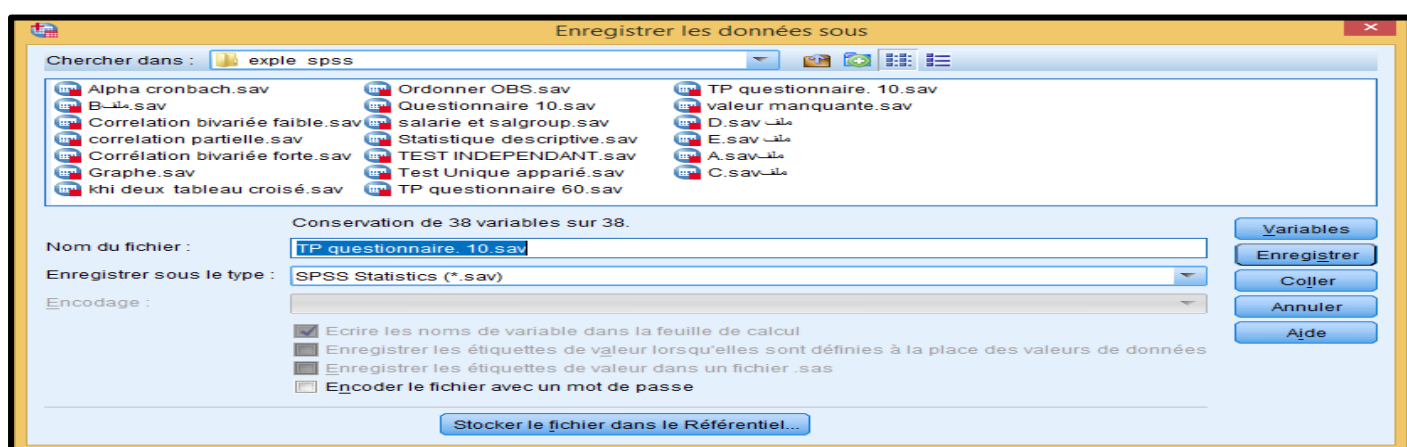 Enregistrer les données sous
Chercher dans : exple spss
Alpha cronbach.sav
ملفB.sav
Correlation bivariée faible.sav
correlation partielle.sav
Corrélation bivariée forte.sav
Graphe.sav
khi deux tableau croisé.sav
Ordonner OBS.sav
Questionnaire 10.sav
salarie et salgroup.sav
Statistique descriptive.sav
TEST INDEPENDANT.sav
Test Unique apparié.sav
TP questionnaire 60.sav
TP questionnaire. 10.sav
valeur manquante.sav
D.sav ملف
E.sav ملف
A.savملف
C.savملف
Conservation de 38 variables sur 38.
Nom du fichier : TP questionnaire. 10.sav
Enregistrer sous le type : SPSS Statistics (*.sav)
Encodage :
Ecrire les noms de variable dans la feuille de calcul
Enregistrer les étiquettes de valeur lorsqu'elles sont définies à la place des valeurs de données
Enregistrer les étiquettes de valeur dans un fichier .sas
Encoder le fichier avec un mot de passe
Variables
Enregistrer
Coller
Annuler
Aide
Stocker le fichier dans le Référentiel...